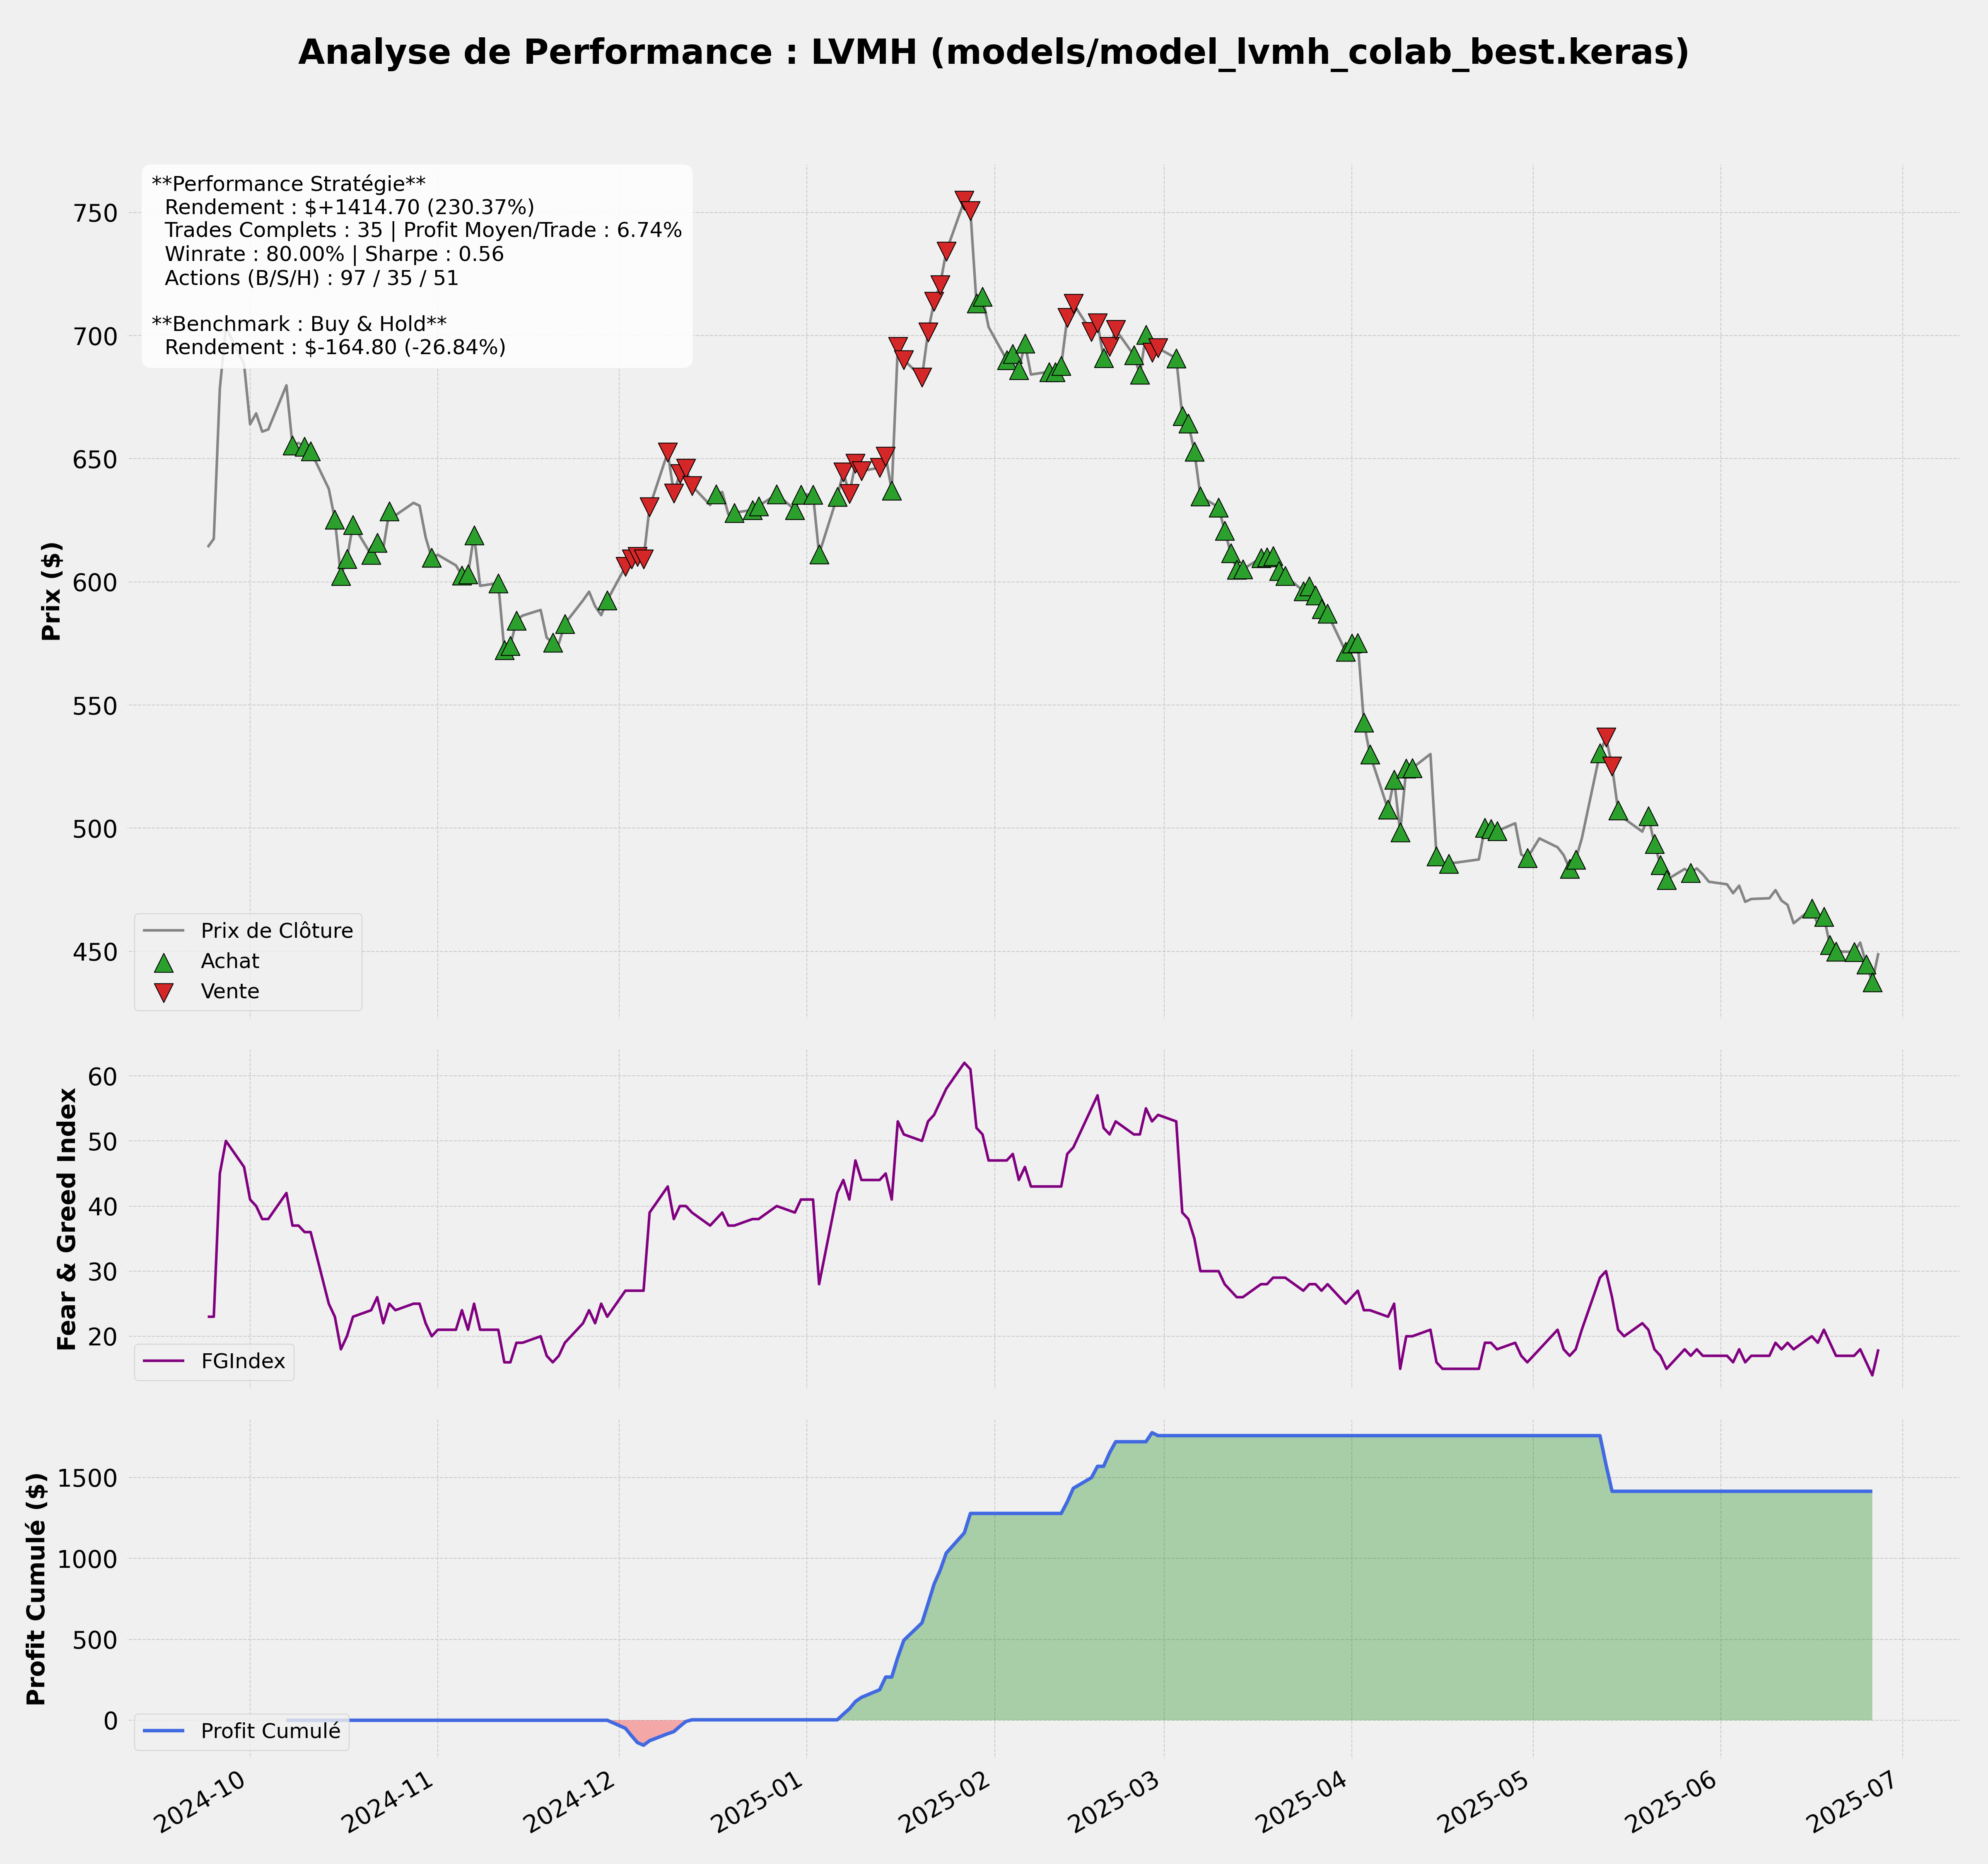 Analyse de Performance : LVMH (models/model_lvmh_colab_best.keras)
**Performance Stratégie**
Rendement : $+1414.70 (230.37%)
Trades Complets : 35 | Profit Moyen/Trade : 6.74%
Winrate : 80.00% | Sharpe : 0.56
Actions (B/S/H) : 97 / 35 / 51
**Benchmark : Buy & Hold**
Rendement : $-164.80 (-26.84%)
Prix ($)
750
700
650
600
550
500
450
Prix de Clôture
Achat
Vente
Fear & Greed Index
60
50
40
30
20
FGIndex
Profit Cumulé ($)
1500
1000
500
0
Profit Cumulé
2024-10
2024-11
2024-12
2025-01
2025-02
2025-03
2025-04
2025-05
2025-06
2025-07